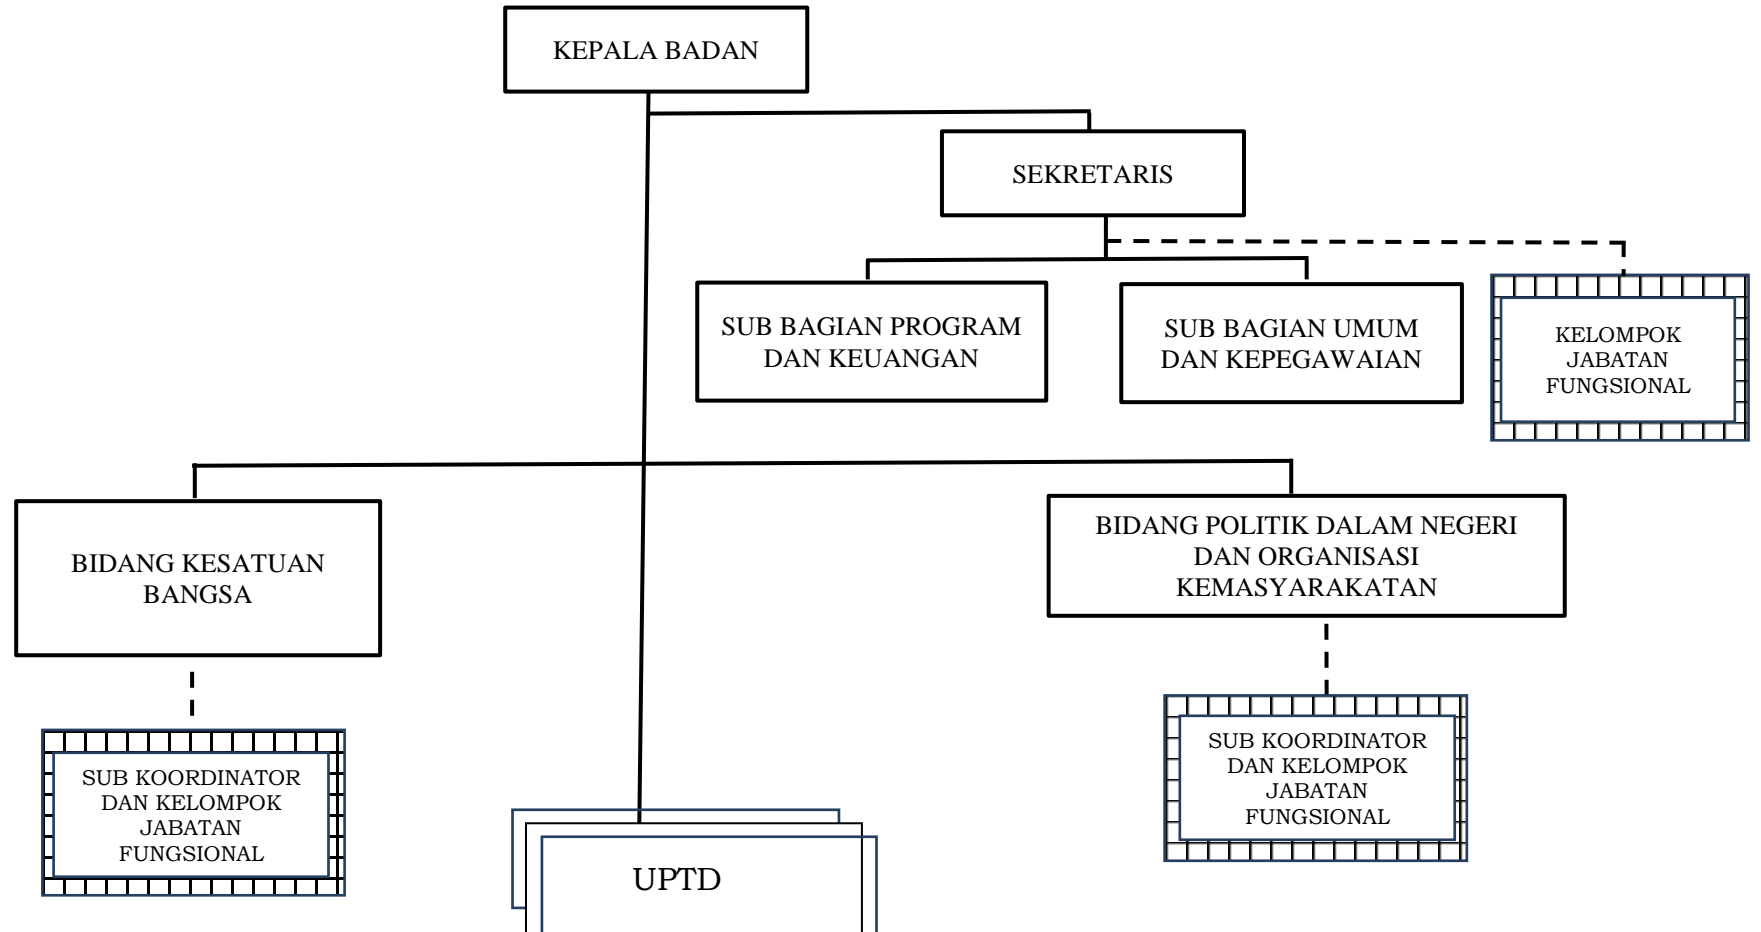 KEPALA BADAN
SEKRETARIS
SUB BAGIAN PROGRAM
DAN KEUANGAN
SUB BAGIAN UMUM
DAN KEPEGAWAIAN
KELOMPOK
JABATAN
FUNGSIONAL
BIDANG KESATUAN
BANGSA
BIDANG POLITIK DALAM NEGERI
DAN ORGANISASI
KEMASYARAKATAN
SUB KOORDINATOR
DAN KELOMPOK
JABATAN
FUNGSIONAL
UPTD
SUB KOORDINATOR
DAN KELOMPOK
JABATAN
FUNGSIONAL